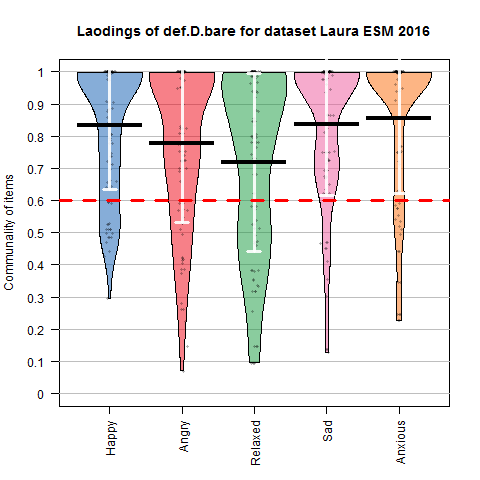 Laodings of def.D.bare for dataset Laura ESM 2016
Communality of items
1
0.9
0.8
0.7
0.6
0.5
0.4
0.3
0.2
0.1
0
Happy
Angry
Relaxed
Sad
Anxious